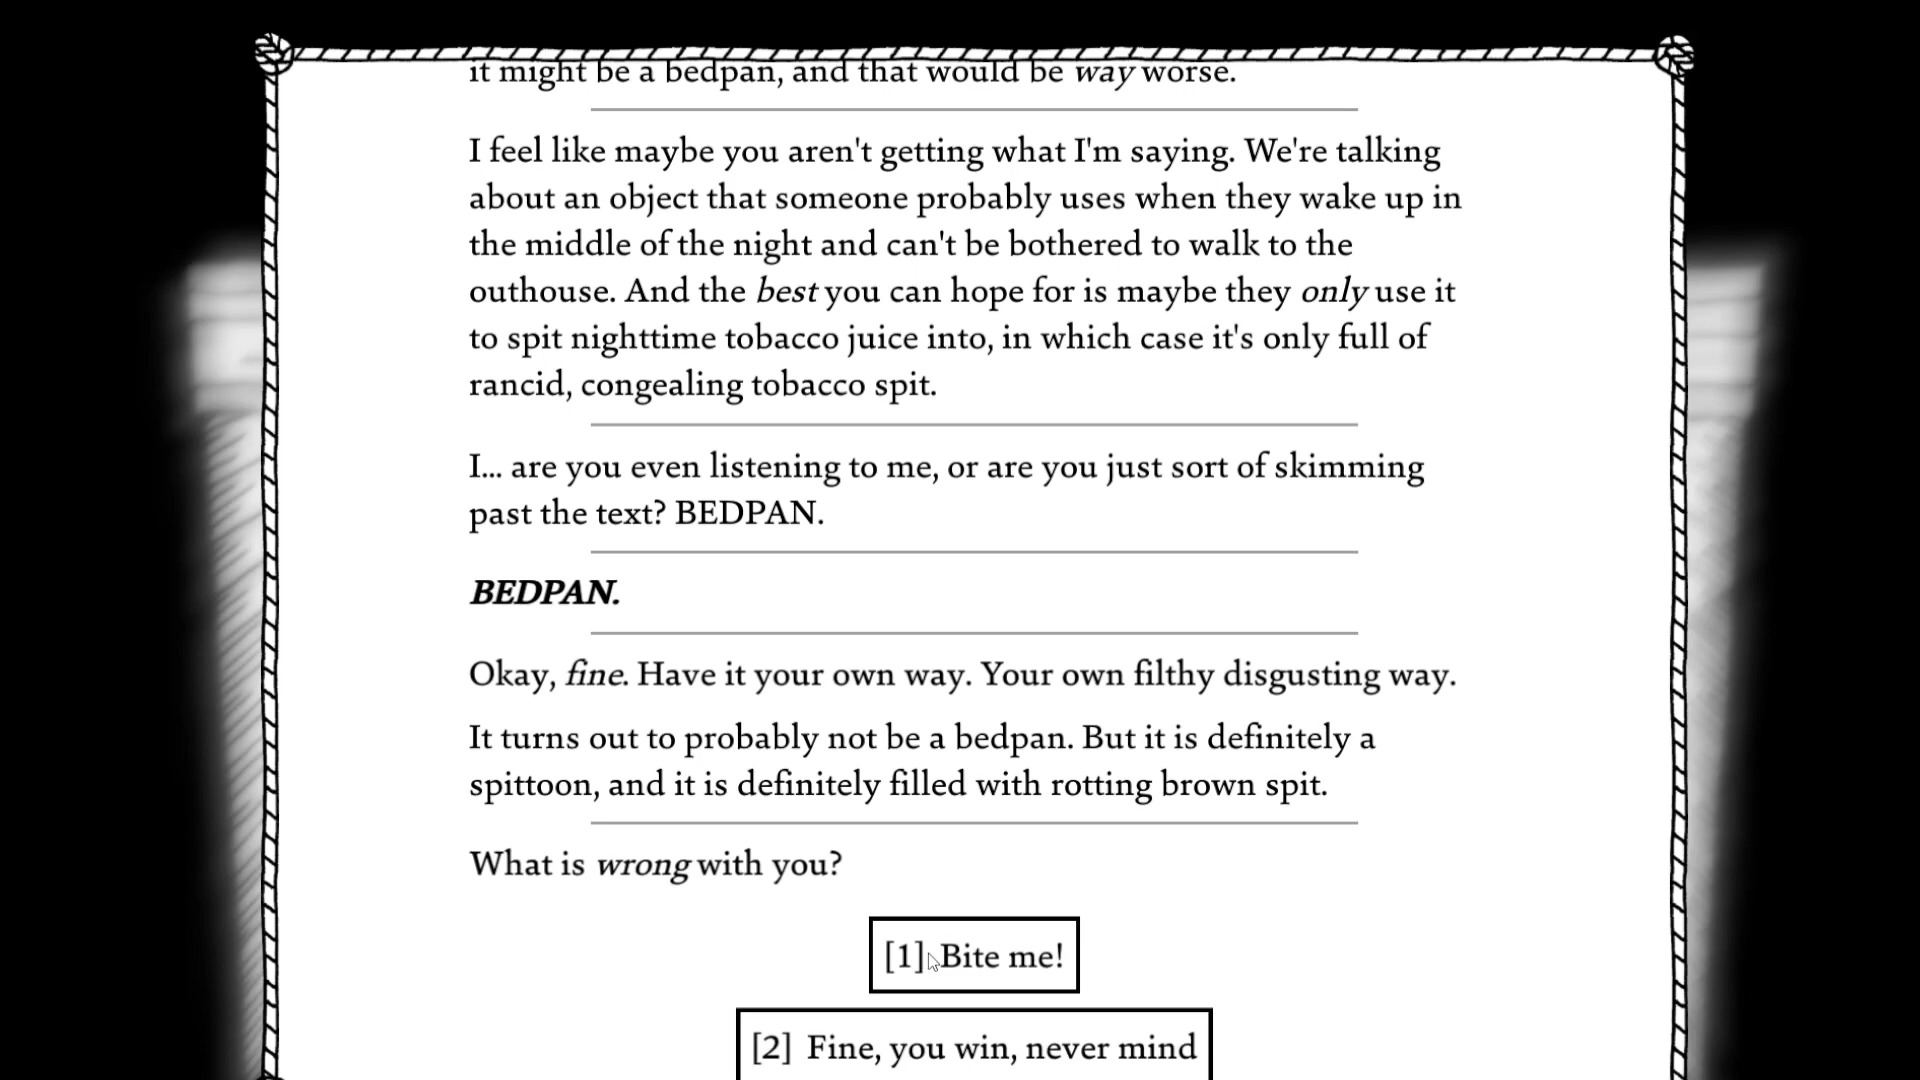 it might be a bedpan, and that would be way worse.
I feel like maybe you aren't getting what I'm saying. We're talking
about an object that someone probably uses when they wake up in
the middle of the night and can't be bothered to walk to the
outhouse. And the best you can hope for is maybe they only use it
to spit nighttime tobacco juice into, in which case it's only full of
rancid, congealing tobacco spit.
I... are you even listening to me, or are you just sort of skimming
past the text? BEDPAN.
BEDPAN.
Okay, fine. Have it your own way. Your own filthy disgusting way.
It turns out to probably not be a bedpan. But it is definitely a
spittoon, and it is definitely filled with rotting brown spit.
What is wrong with you?
[1] Bite me!
[2] Fine, you win, never mind